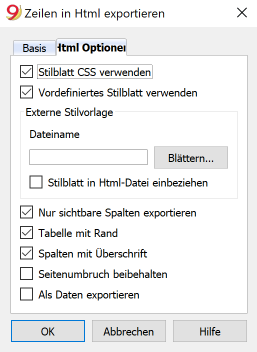 Zeilen in Html exportieren
Basis
Html Optionen
Stilblatt CSS verwenden
Vordefiniertes Stilblatt verwenden
Externe Stilvorlage
Dateiname
Blättern...
Stilblatt in Html-Datei einbeziehen
Nur sichtbare Spalten exportieren
Tabelle mit Rand
Spalten mit Überschrift
Seitenumbruch beibehalten
Als Daten exportieren
OK
Abbrechen
Hilfe